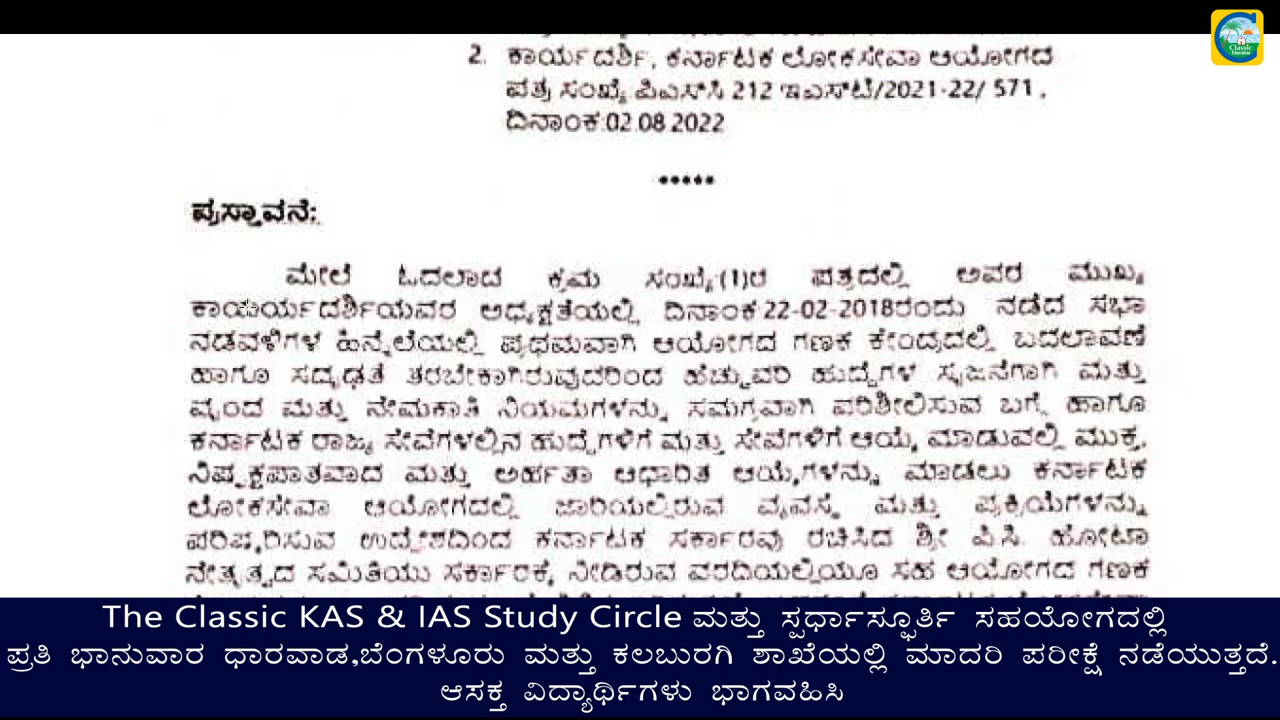 Classic
Education
2. ಕಾರ್ಯದರ್ಶಿ, ಕರ್ನಾಟಕ ಲೋಕಸೇವಾ ಆಯೋಗದ
ಪತ್ರ ಸಂಖ್ಯೆ ಪಿಎಸ್‌ಸಿ 212 ಇಎಸ್‌ಟಿ/2021-22/ 571,
ದಿನಾಂಕ:02.08.2022
*****
ಪ್ರಸ್ತಾವನೆ:
ಮೇಲೆ ಓದಲಾದ ಕ್ರಮ ಸಂಖ್ಯೆ:(1)ರ ಪತ್ರದಲ್ಲಿ ಅಪರ ಮುಖ್ಯ
ಕಾರ್ಯದರ್ಶಿಯವರ ಅಧ್ಯಕ್ಷತೆಯಲ್ಲಿ ದಿನಾಂಕ:22-02-2018ರಂದು ನಡೆದ ಸಭಾ
ನಡವಳಿಗಳ ಹಿನ್ನೆಲೆಯಲ್ಲಿ ಪ್ರಥಮವಾಗಿ ಆಯೋಗದ ಗಣಕ ಕೇಂದ್ರದಲ್ಲಿ ಬದಲಾವಣೆ
ಹಾಗೂ ಸದೃಢತೆ ತರಬೇಕಾಗಿರುವುದರಿಂದ ಹೆಚ್ಚುವರಿ ಹುದ್ದೆಗಳ ಸೃಜನೆಗಾಗಿ ಮತ್ತು
ವೃಂದ ಮತ್ತು ನೇಮಕಾತಿ ನಿಯಮಗಳನ್ನು ಸಮಗ್ರವಾಗಿ ಪರಿಶೀಲಿಸುವ ಬಗ್ಗೆ ಹಾಗೂ
ಕರ್ನಾಟಕ ರಾಜ್ಯ ಸೇವೆಗಳಲ್ಲಿನ ಹುದ್ದೆಗಳಿಗೆ ಮತ್ತು ಸೇವೆಗಳಿಗೆ ಆಯ್ಕೆ ಮಾಡುವಲ್ಲಿ ಮುಕ್ತ,
ನಿಷ್ಪಕ್ಷಪಾತವಾದ ಮತ್ತು ಅರ್ಹತಾ ಆಧಾರಿತ ಆಯ್ಕೆಗಳನ್ನು ಮಾಡಲು ಕರ್ನಾಟಕ
ಲೋಕಸೇವಾ ಆಯೋಗದಲ್ಲಿ ಜಾರಿಯಲ್ಲಿರುವ ವ್ಯವಸ್ಥೆ ಮತ್ತು ಪ್ರಕ್ರಿಯೆಗಳನ್ನು
ಪರಿಷ್ಕರಿಸುವ ಉದ್ದೇಶದಿಂದ ಕರ್ನಾಟಕ ಸರ್ಕಾರವು ರಚಿಸಿದ ಶ್ರೀ ಪಿ.ಸಿ. ಹೋಟಾ
ನೇತೃತ್ವದ ಸಮಿತಿಯು ಸರ್ಕಾರಕ್ಕೆ ನೀಡಿರುವ ವರದಿಯಲ್ಲಿಯೂ ಸಹ ಆಯೋಗದ ಗಣಕ
The Classic KAS & IAS Study Circle ಮತ್ತು ಸ್ಪರ್ಧಾಸ್ಫೂರ್ತಿ ಸಹಯೋಗದಲ್ಲಿ
ಪ್ರತಿ ಭಾನುವಾರ ಧಾರವಾಡ,ಬೆಂಗಳೂರು ಮತ್ತು ಕಲಬುರಗಿ ಶಾಖೆಯಲ್ಲಿ ಮಾದರಿ ಪರೀಕ್ಷೆ ನಡೆಯುತ್ತದೆ.
ಆಸಕ್ತ ವಿದ್ಯಾರ್ಥಿಗಳು ಭಾಗವಹಿಸಿ